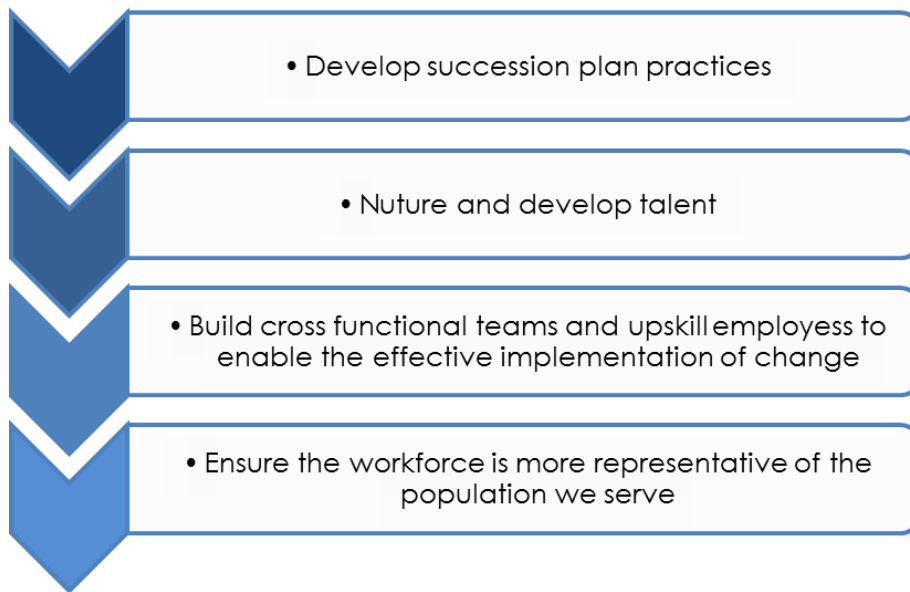 • Develop succession plan practices
• Nuture and develop talent
• Build cross functional teams and upskill employess to
enable the effective implementation of change
• Ensure the workforce is more representative of the
population we serve